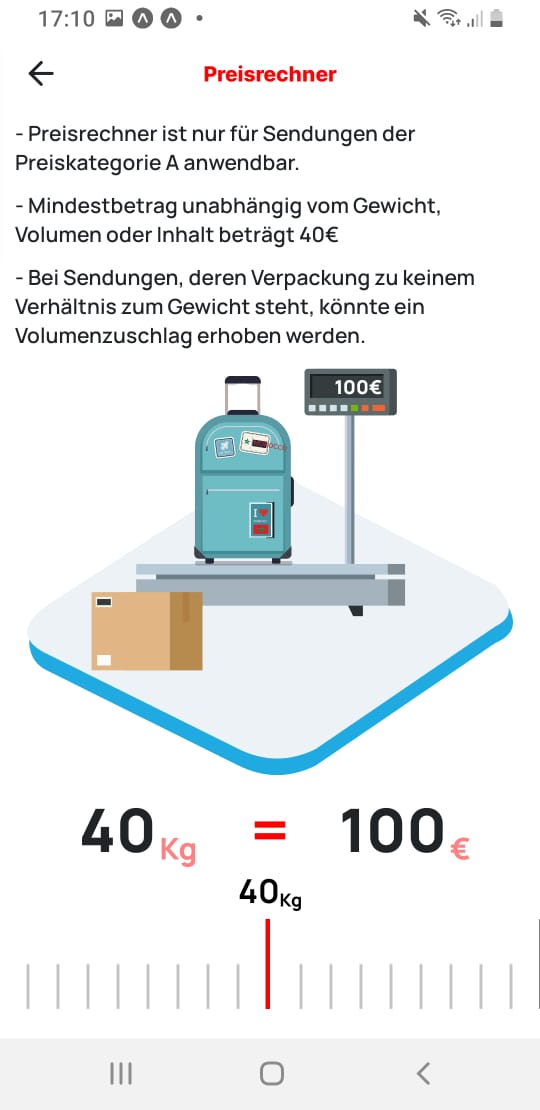 17:10
Preisrechner
- Preisrechner ist nur für Sendungen der
Preiskategorie A anwendbar.
- Mindestbetrag unabhängig vom Gewicht,
Volumen oder Inhalt beträgt 40€
- Bei Sendungen, deren Verpackung zu keinem
Verhältnis zum Gewicht steht, könnte ein
Volumenzuschlag erhoben werden.
100€
I
40 Kg = 100 €
40Kg